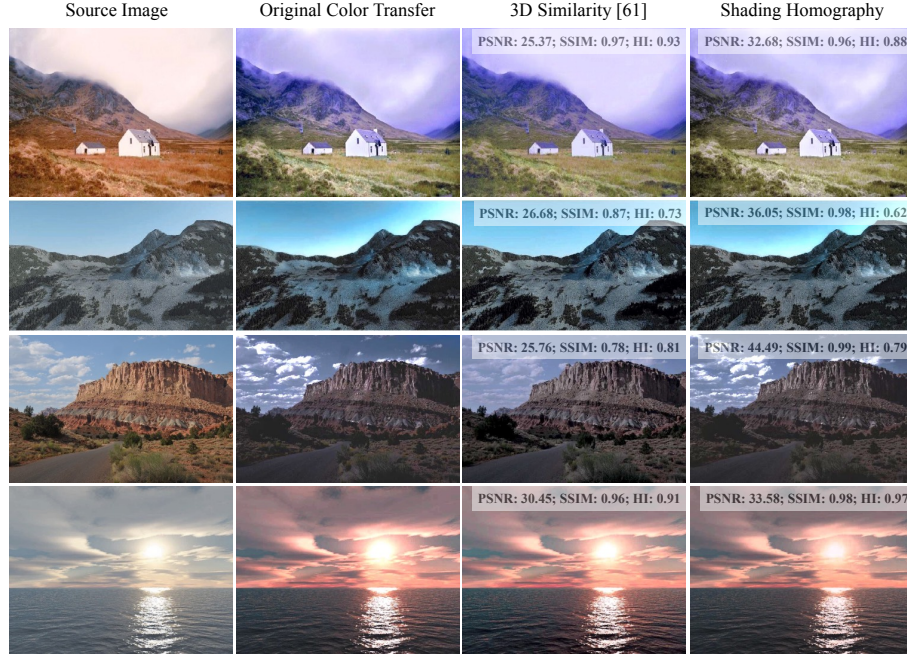 Source Image
Original Color Transfer
3D Similarity [61]
Shading Homography
PSNR: 25.37; SSIM: 0.97; HI: 0.93
PSNR: 32.68; SSIM: 0.96; HI: 0.88
PSNR: 26.68; SSIM: 0.87; HI: 0.73
PSNR: 36.05; SSIM: 0.98; HI: 0.62
PSNR: 25.76; SSIM: 0.78; HI: 0.81
PSNR: 44.49; SSIM: 0.99; HI: 0.79
PSNR: 30.45; SSIM: 0.96; HI: 0.91
PSNR: 33.58; SSIM: 0.98; HI: 0.97